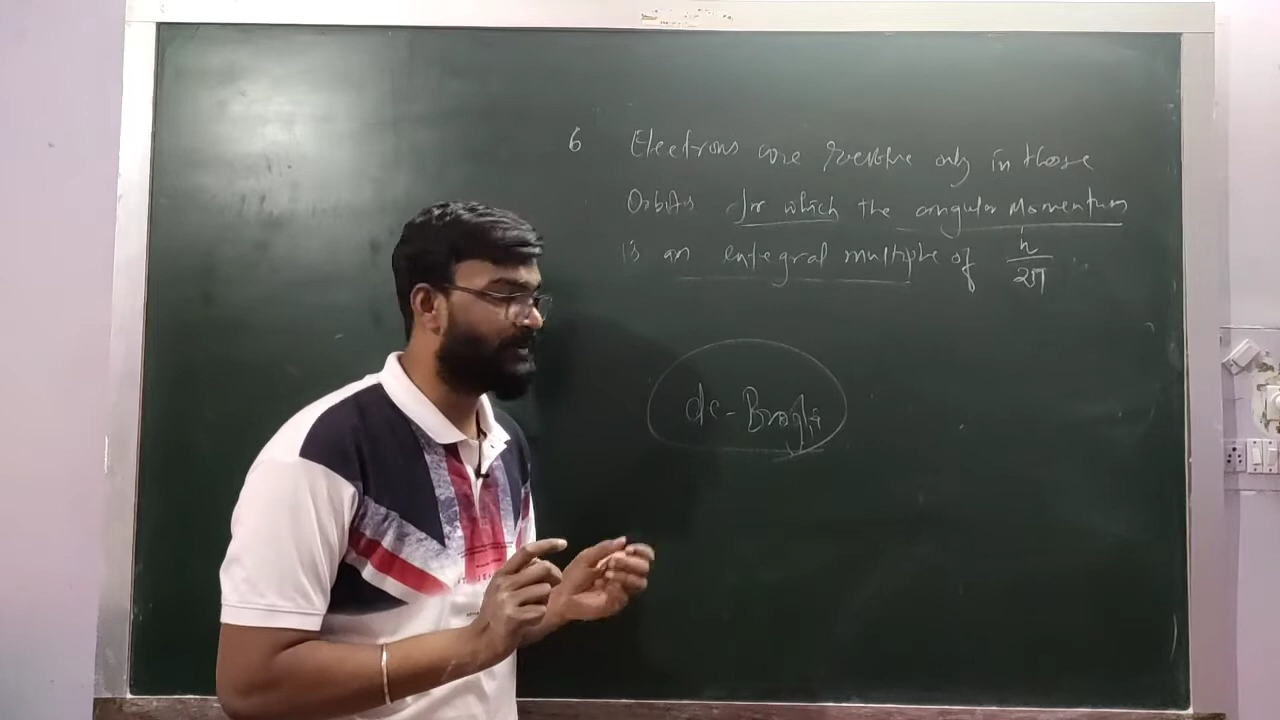 6 Electrons are revolve only in those
Orbits for which the angular Momentum
is an integral multiple of h/2π
de-Broglie